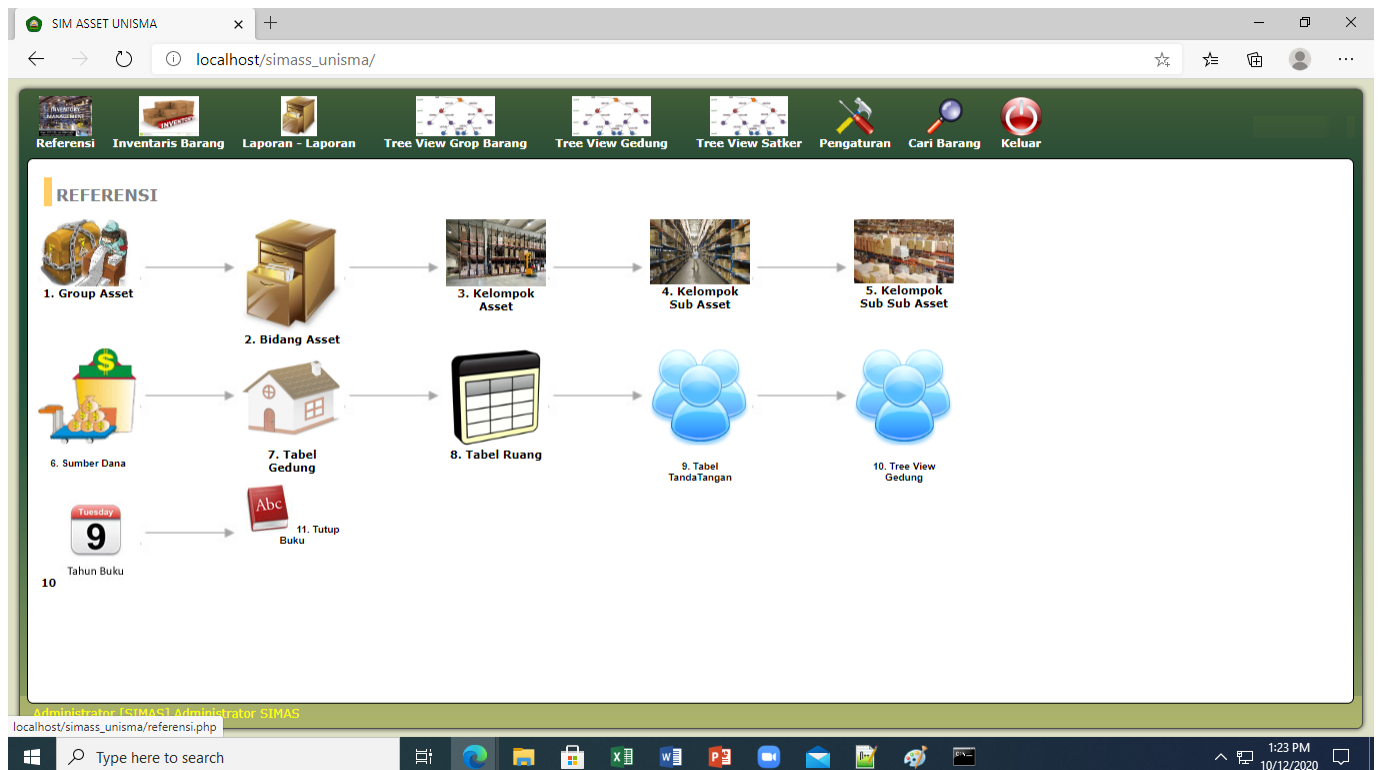 SIM ASSET UNISMA
localhost/simass_unisma/
INVENTORY
MANAGEMENT
INVENTORY
Referensi
Inventaris Barang
Laporan - Laporan
Tree View Grop Barang
Tree View Gedung
Tree View Satker
Pengaturan
Cari Barang
Keluar
REFERENSI
1. Group Asset
2. Bidang Asset
3. Kelompok
Asset
4. Kelompok
Sub Asset
5. Kelompok
Sub Sub Asset
$
6. Sumber Dana
7. Tabel
Gedung
8. Tabel Ruang
9. Tabel
TandaTangan
10. Tree View
Gedung
Tuesday
9
Tahun Buku
10
Abc
11. Tutup
Buku
Administrator [SIMAS] Administrator SIMAS
localhost/simass_unisma/referensi.php
Type here to search
1:23 PM
10/12/2020